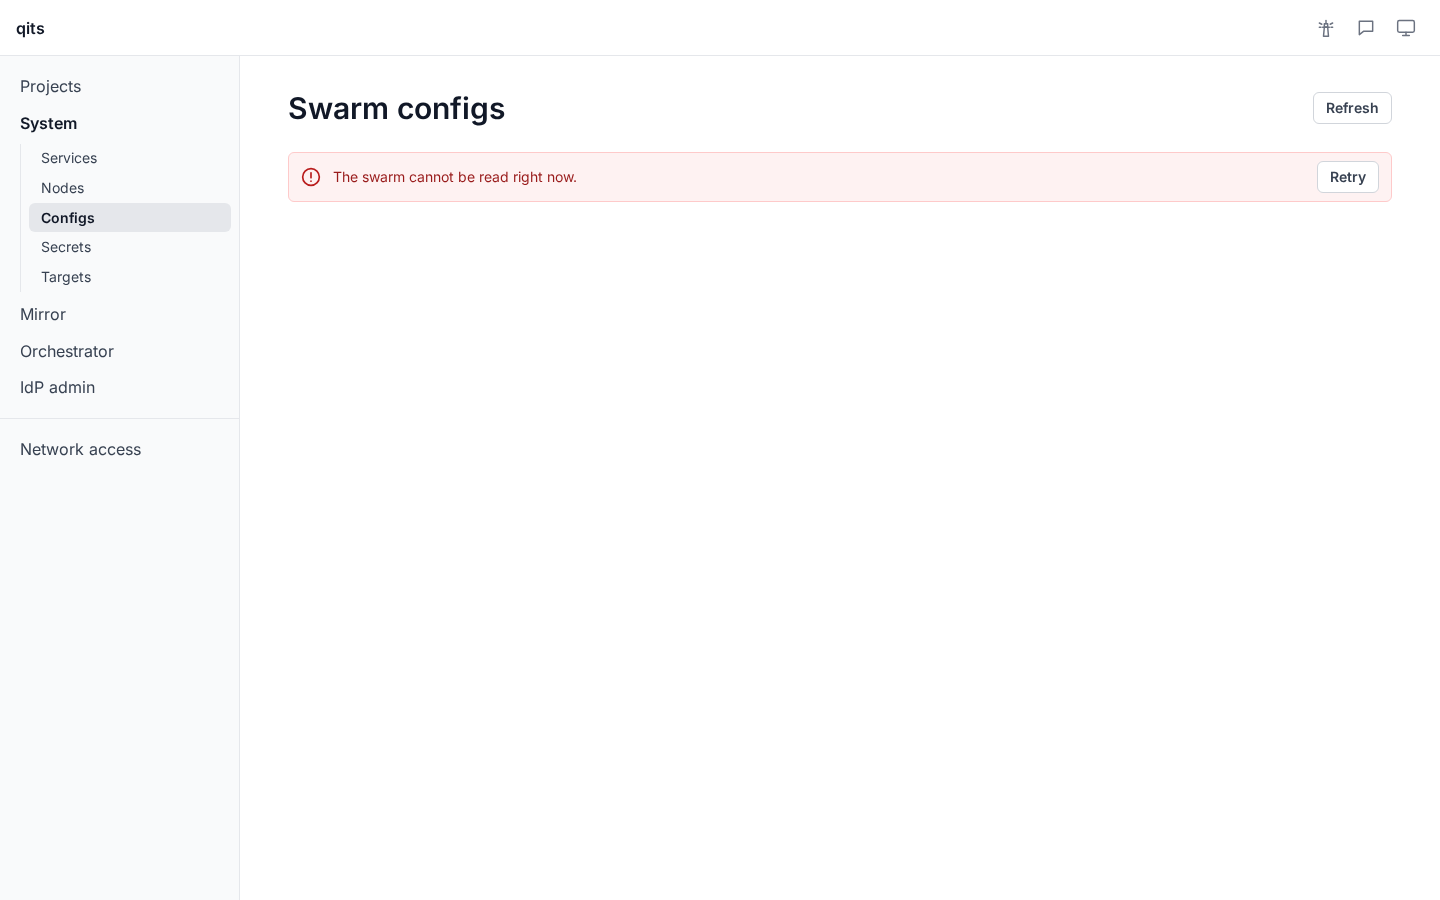 qits
Projects
System
Services
Nodes
Configs
Secrets
Targets
Mirror
Orchestrator
IdP admin
Network access
Swarm configs
Refresh
The swarm cannot be read right now.
Retry